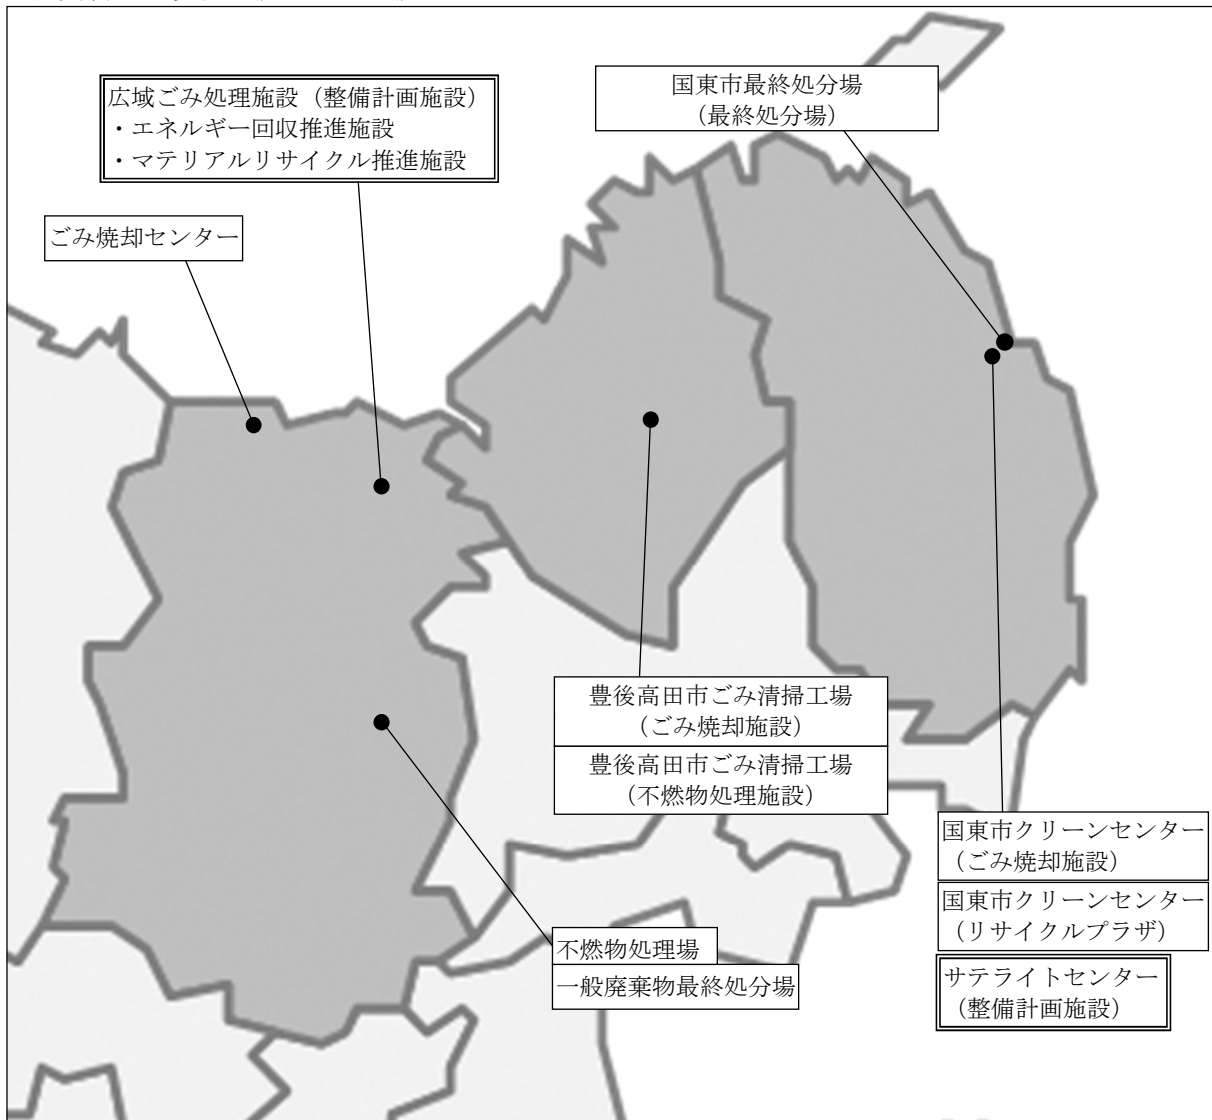 国東市最終処分場
（最終処分場）
広域ごみ処理施設（整備計画施設）
・エネルギー回収推進施設
・マテリアルリサイクル推進施設
ごみ焼却センター
豊後高田市ごみ清掃工場
（ごみ焼却施設）
豊後高田市ごみ清掃工場
（不燃物処理施設）
国東市クリーンセンター
（ごみ焼却施設）
国東市クリーンセンター
（リサイクルプラザ）
サテライトセンター
（整備計画施設）
不燃物処理場
一般廃棄物最終処分場